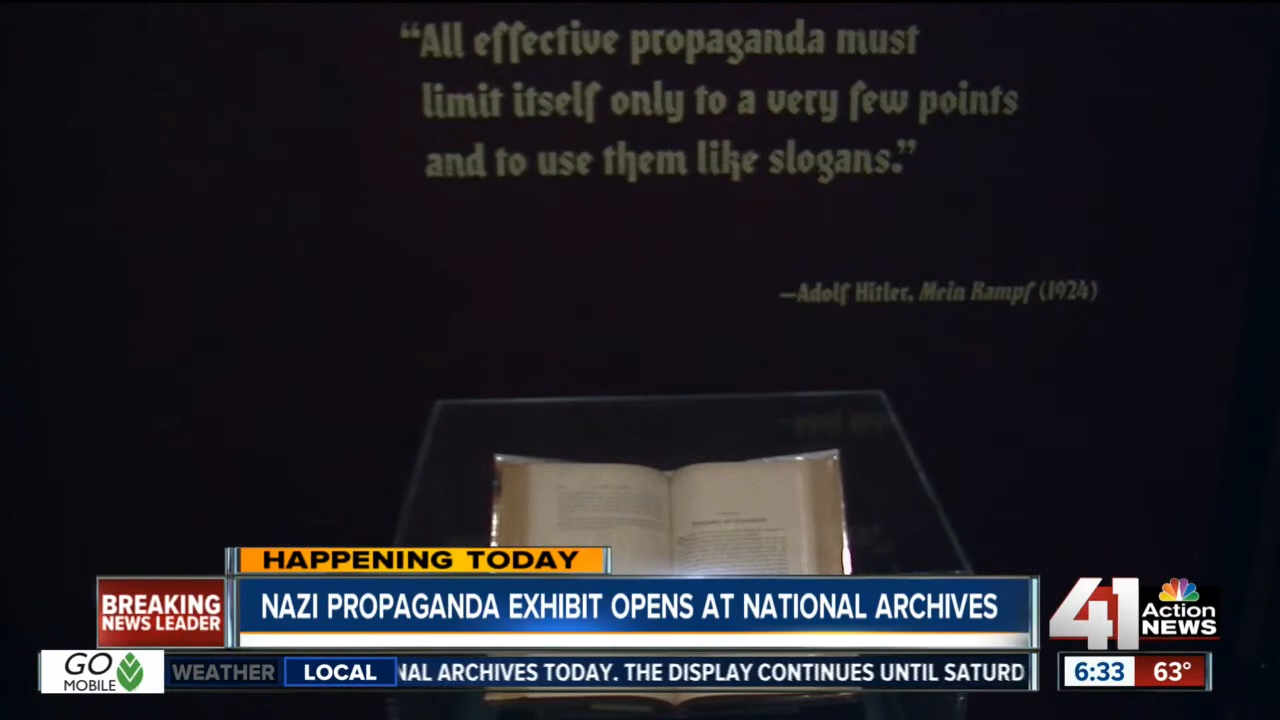 “All effective propaganda must
limit itself only to a very few points
and to use them like slogans.”
—Adolf Hitler, Mein Kampf (1924)
HAPPENING TODAY
BREAKING
NEWS LEADER
NAZI PROPAGANDA EXHIBIT OPENS AT NATIONAL ARCHIVES
41
Action
NEWS
GO
MOBILE
WEATHER
LOCAL
NAL ARCHIVES TODAY. THE DISPLAY CONTINUES UNTIL SATURD
6:33
63°